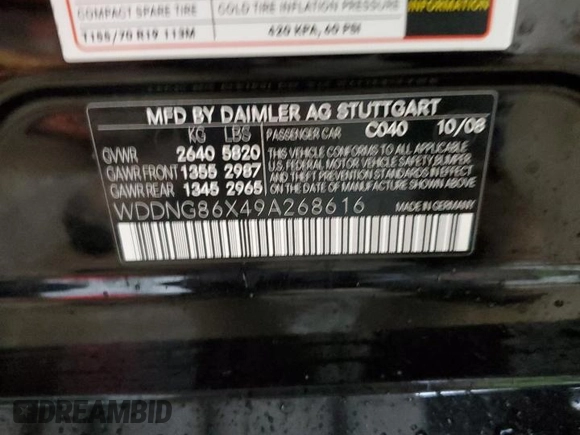 COMPACT SPARE TIRE COLD TIRE INFLATION PRESSURE INFORMATION
T155/70 R19 113M 420 KPA, 60 PSI
MFD BY DAIMLER AG STUTTGART
KG LBS PASSENGER CAR C040 10/08
GVWR 2640 5820 THIS VEHICLE CONFORMS TO ALL APPLICABLE
GAWR FRONT 1355 2987 U.S. FEDERAL MOTOR VEHICLE SAFETY, BUMPER
GAWR REAR 1345 2965 AND THEFT PREVENTION STANDARDS IN EFFECT
ON THE DATE OF MANUFACTURE SHOWN ABOVE.
WDDNG86X49A268616 MADE IN GERMANY
DREAMBID